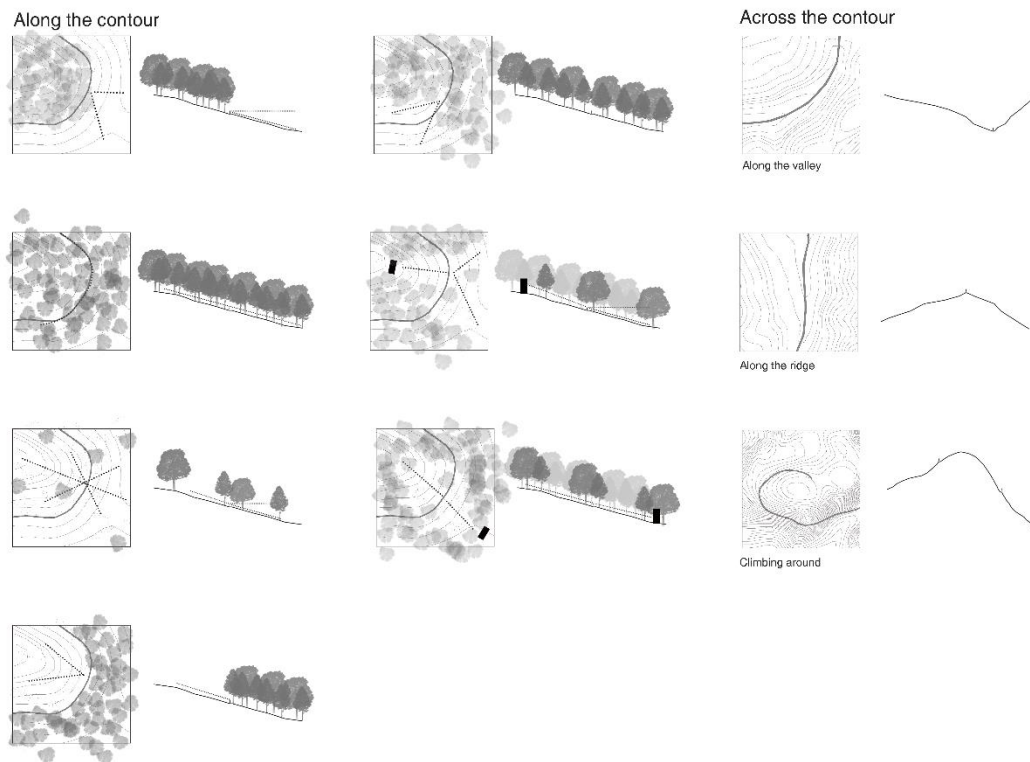 Along the contour
Across the contour
Along the valley
Along the ridge
Climbing around